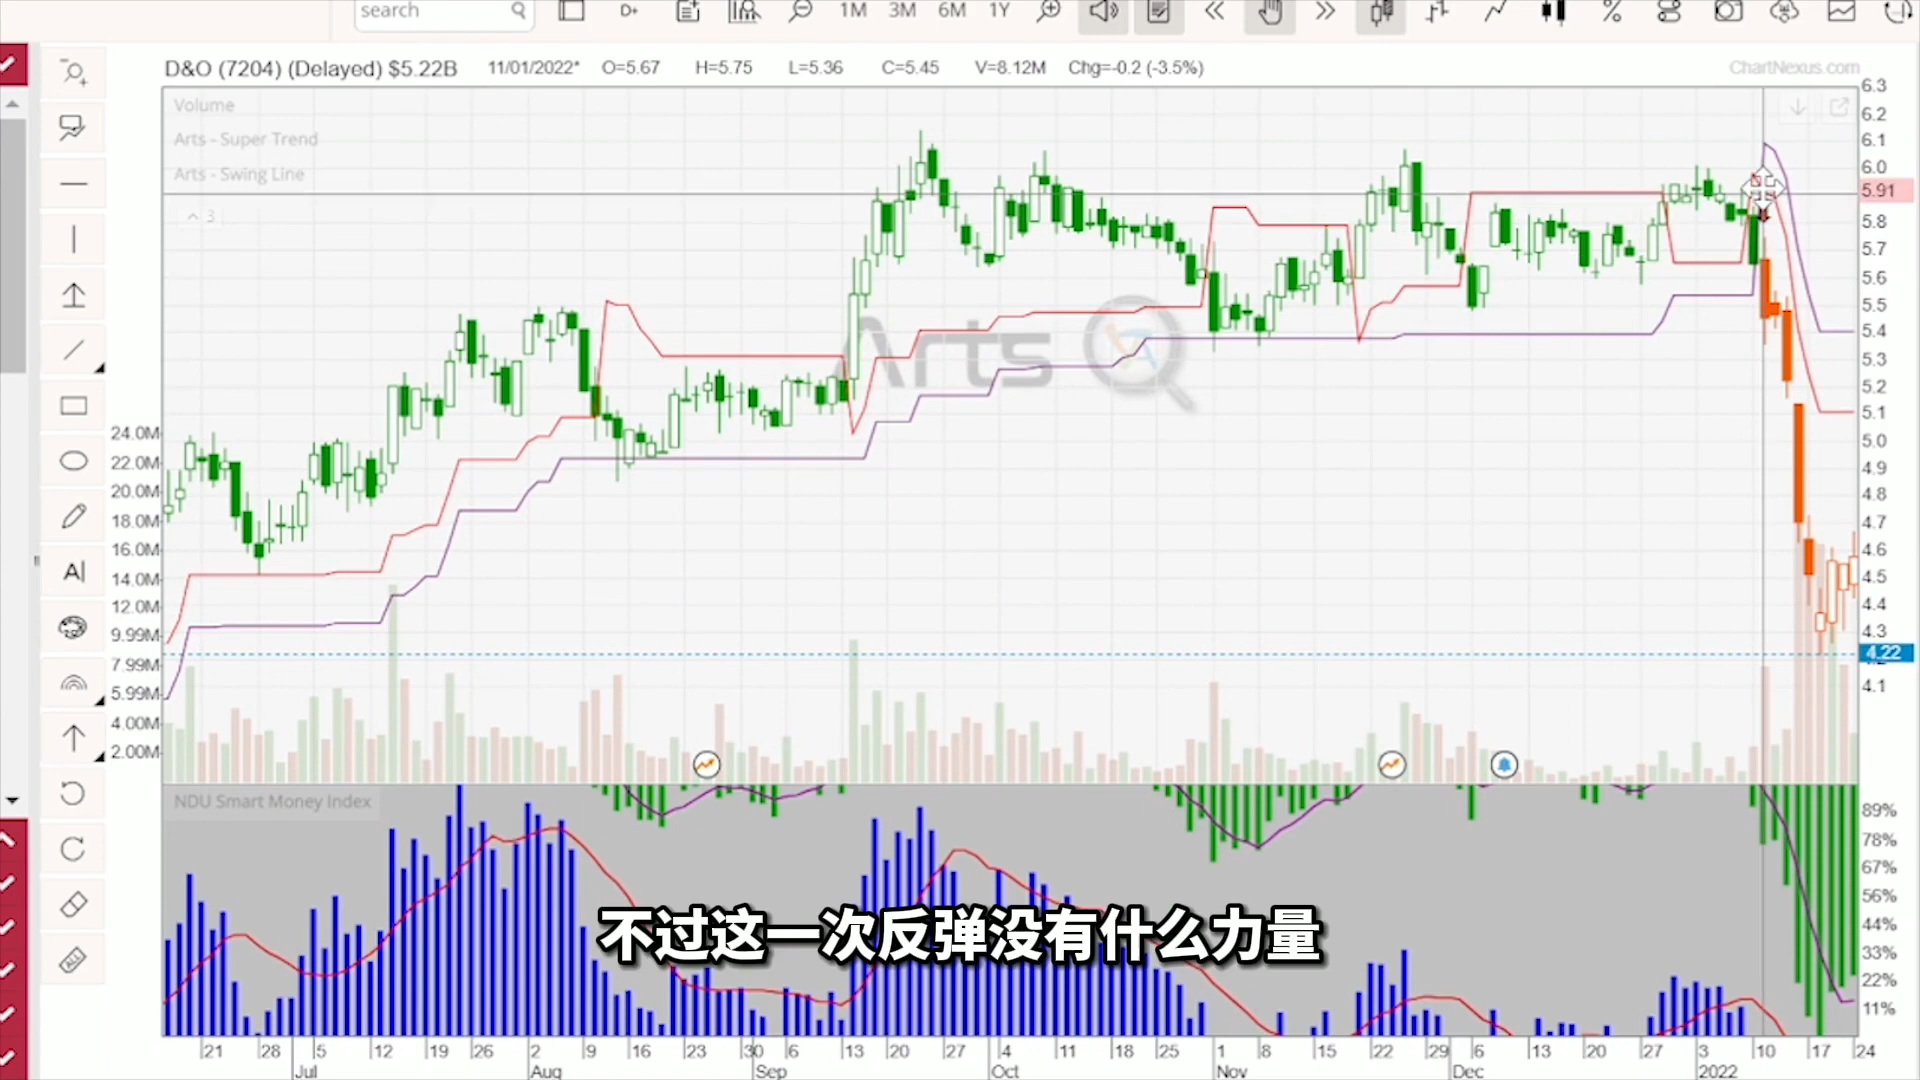 search
D+
1M 3M 6M 1Y
D&O (7204) (Delayed) $5.22B 11/01/2022* O=5.67 H=5.75 L=5.36 C=5.45 V=8.12M Chg=-0.2 (-3.5%)
ChartNexus.com
Volume
Arts - Super Trend
Arts - Swing Line
3
Arts
A
ALL
6.3
6.2
6.1
6.0
5.91
5.8
5.7
5.6
5.5
5.4
5.3
5.2
5.1
5.0
4.9
4.8
4.7
4.6
4.5
4.4
4.3
4.22
4.1
24.0M
22.0M
20.0M
18.0M
16.0M
14.0M
12.0M
9.99M
7.99M
5.99M
4.00M
2.00M
NDU Smart Money Index
89%
78%
67%
56%
44%
33%
22%
11%
不过这一次反弹没有什么力量
21 28 5 12 19 26 2 9 16 23 30 6 13 20 27 4 11 18 25 1 8 15 22 29 6 13 20 27 3 10 17 24
Jul Aug Sep Oct Nov Dec 2022